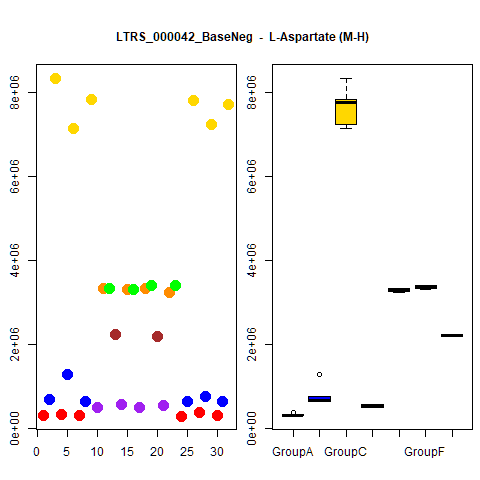 LTRS_000042_BaseNeg - L-Aspartate (M-H)
8e+06
6e+06
4e+06
2e+06
0e+00
0 5 10 15 20 25 30
8e+06
6e+06
4e+06
2e+06
0e+00
GroupA GroupC GroupF